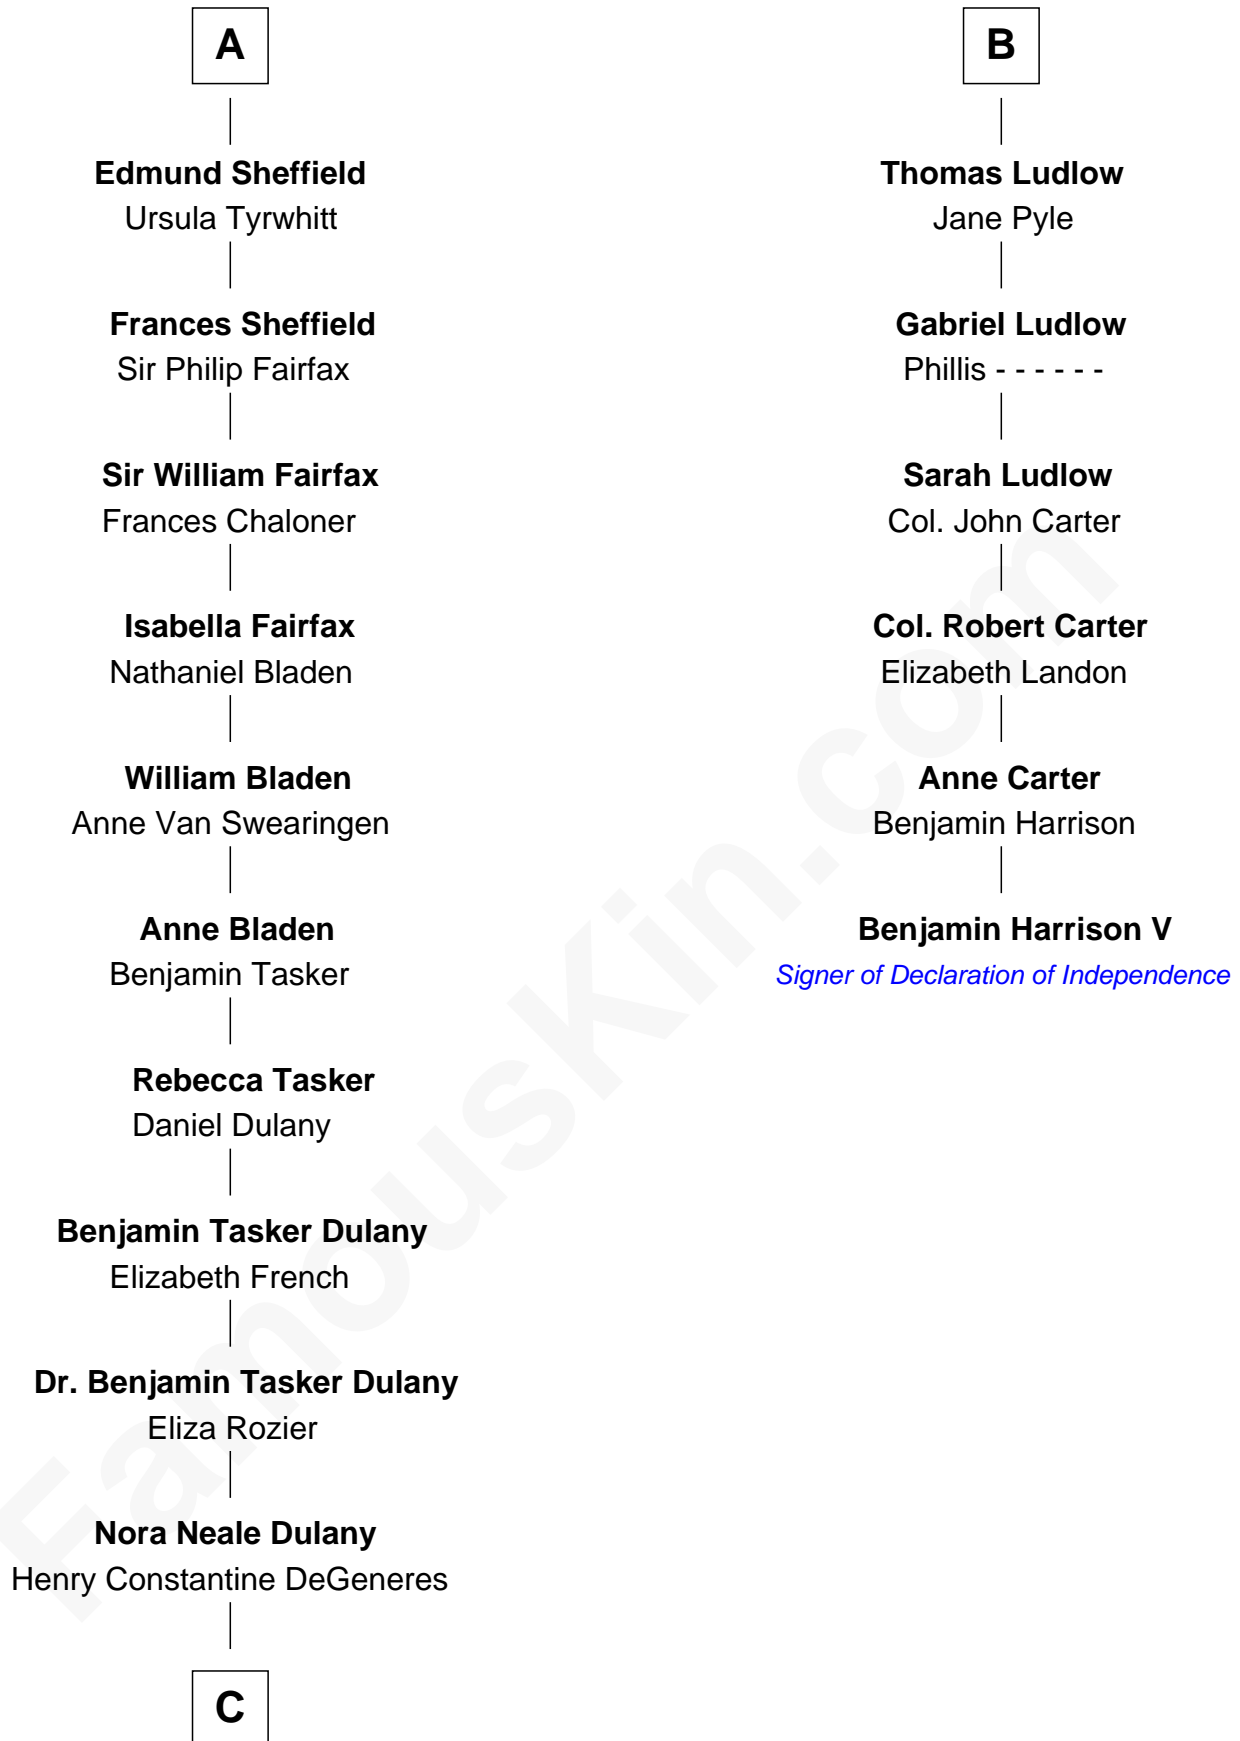 A
Edmund Sheffield
Ursula Tyrwhitt
Frances Sheffield
Sir Philip Fairfax
Sir William Fairfax
Frances Chaloner
Isabella Fairfax
Nathaniel Bladen
William Bladen
Anne Van Swearingen
Anne Bladen
Benjamin Tasker
Rebecca Tasker
Daniel Dulany
Benjamin Tasker Dulany
Elizabeth French
Dr. Benjamin Tasker Dulany
Eliza Rozier
Nora Neale Dulany
Henry Constantine DeGeneres
C
B
Thomas Ludlow
Jane Pyle
Gabriel Ludlow
Phillis - - - - - -
Sarah Ludlow
Col. John Carter
Col. Robert Carter
Elizabeth Landon
Anne Carter
Benjamin Harrison
Benjamin Harrison V
Signer of Declaration of Independence
FamousKin.com